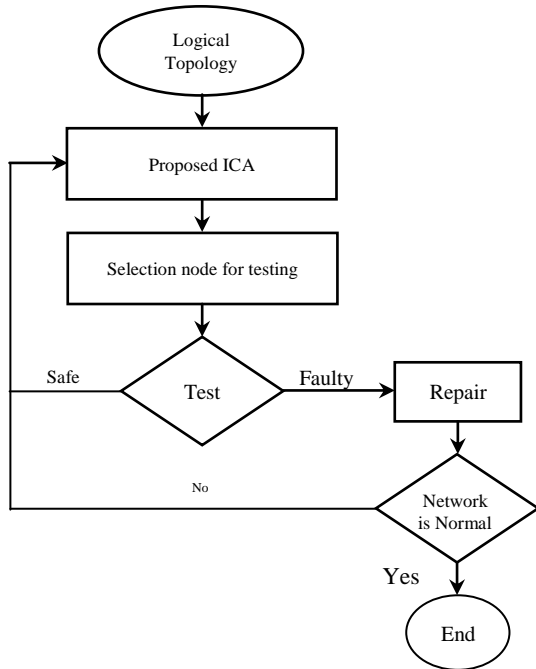 Logical
Topology
Proposed ICA
Selection node for testing
Safe
Test
Faulty
Repair
No
Network
is Normal
Yes
End